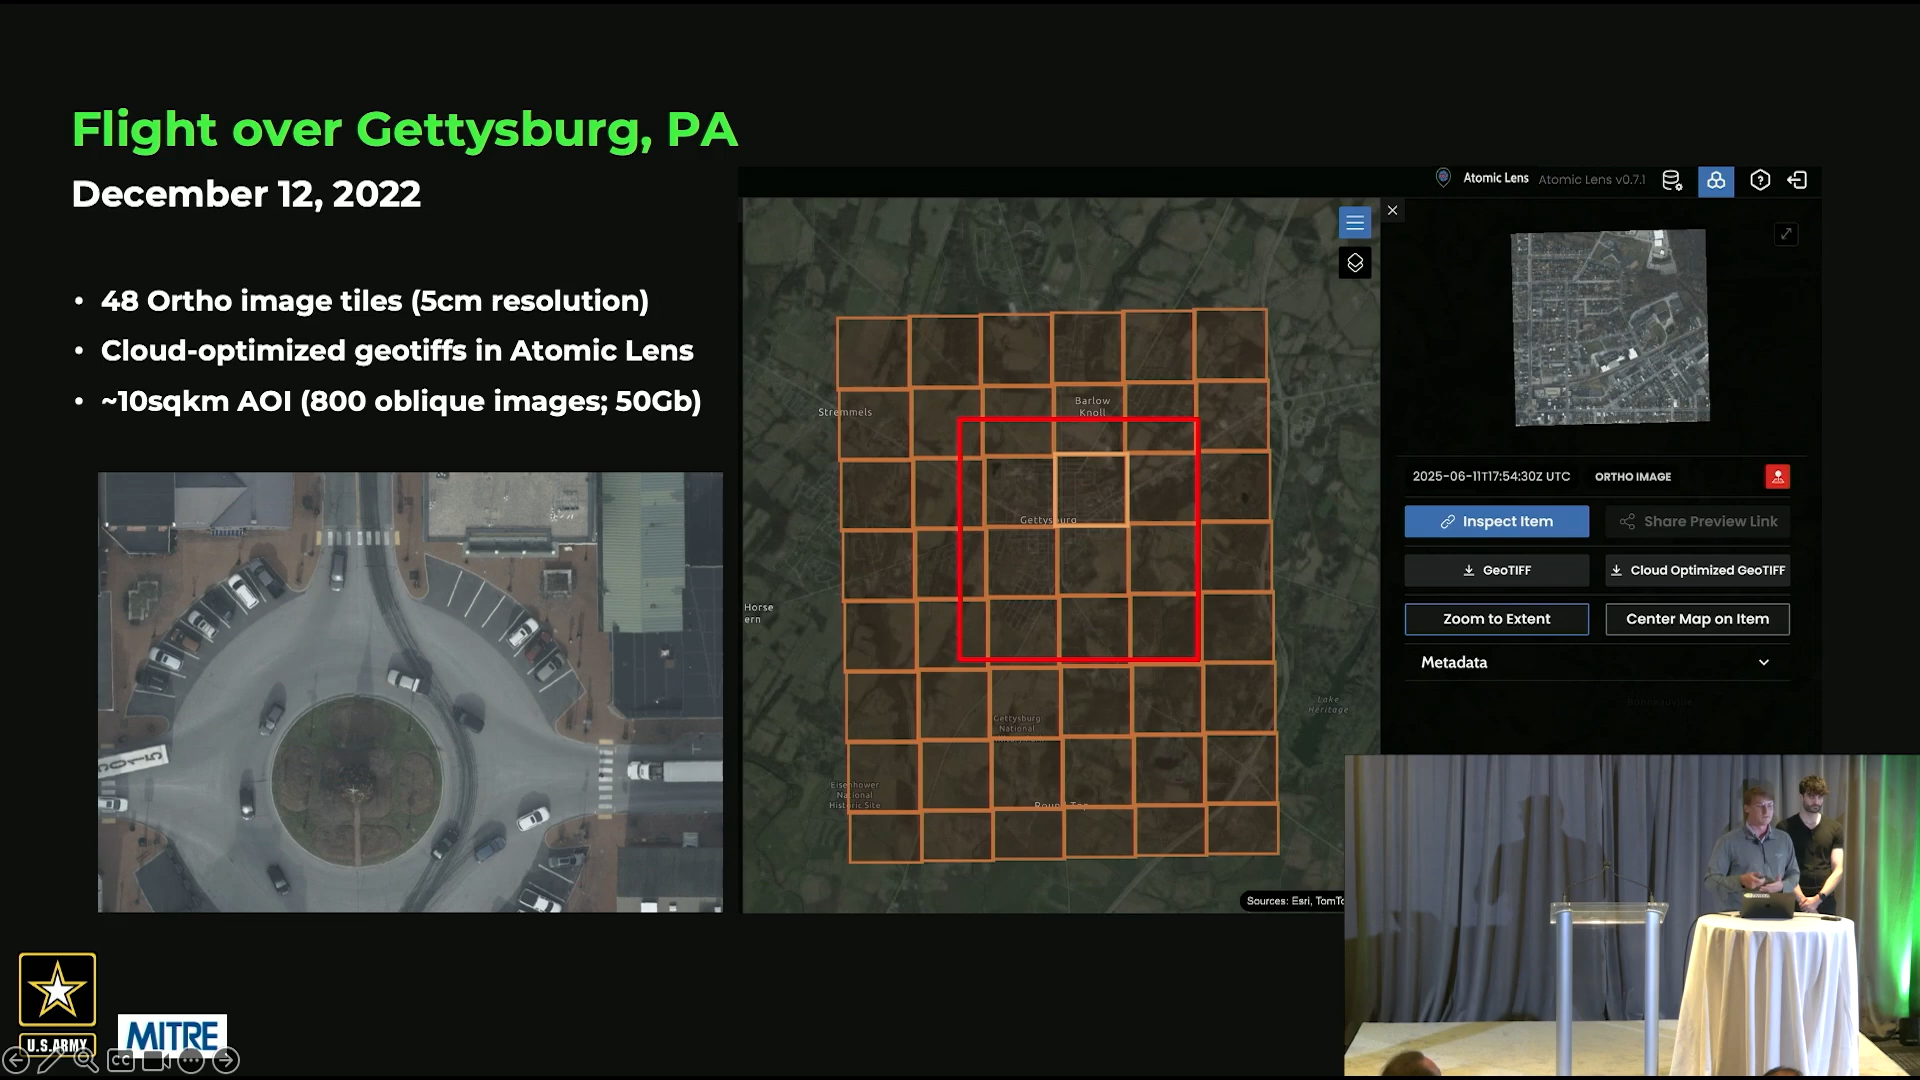 Flight over Gettysburg, PA
December 12, 2022
• 48 Ortho image tiles (5cm resolution)
• Cloud-optimized geotiffs in Atomic Lens
• ~10sqkm AOI (800 oblique images; 50Gb)
Atomic Lens Atomic Lens v0.7.1
Stremmels
Barlow
Knoll
Gettysburg
Horse
ern
Gettysburg
National
Lake
Heritage
Eisenhower
National
Historic Site
Round Top
Sources: Esri, TomTo
2025-06-11T17:54:30Z UTC ORTHO IMAGE
Inspect Item Share Preview Link
GeoTIFF Cloud Optimized GeoTIFF
Zoom to Extent Center Map on Item
Metadata
U.S.ARMY
MITRE
CC